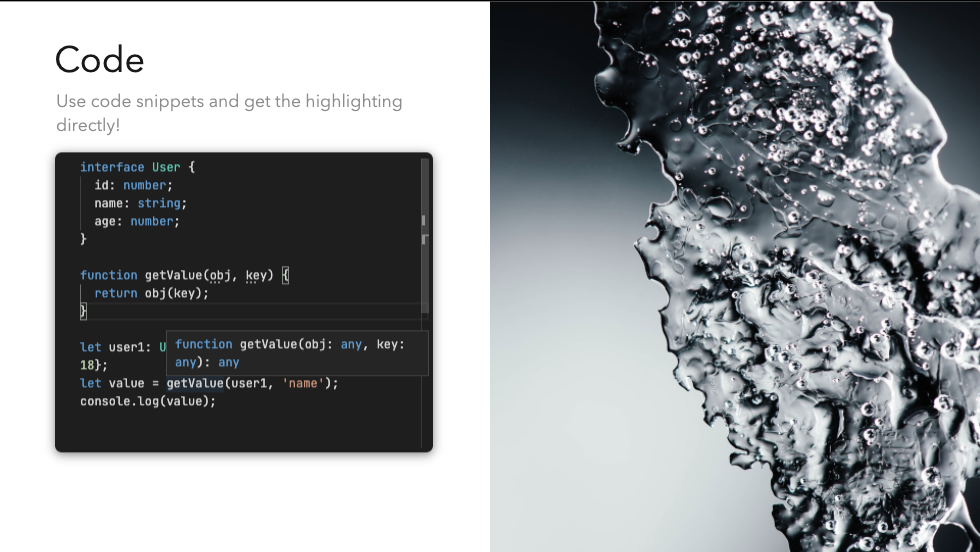 Code
Use code snippets and get the highlighting
directly!
interface User {
id: number;
name: string;
age: number;
}
function getValue(obj, key) {
return obj(key);
}
let user1: U
function getValue(obj: any, key:
any): any
18};
let value = getValue(user1, 'name');
console.log(value);